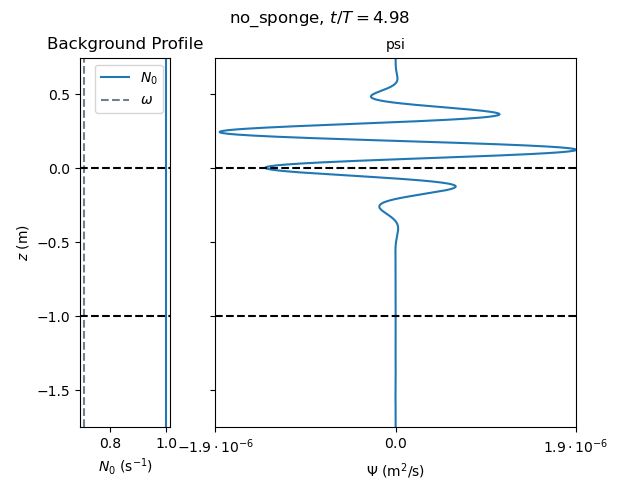 no_sponge, t/T = 4.98
Background Profile
psi
N₀
ω
0.5
0.0
−0.5
−1.0
−1.5
z (m)
0.8
1.0
N₀ (s⁻¹)
−1.9 · 10⁻⁶
0.0
1.9 · 10⁻⁶
Ψ (m²/s)